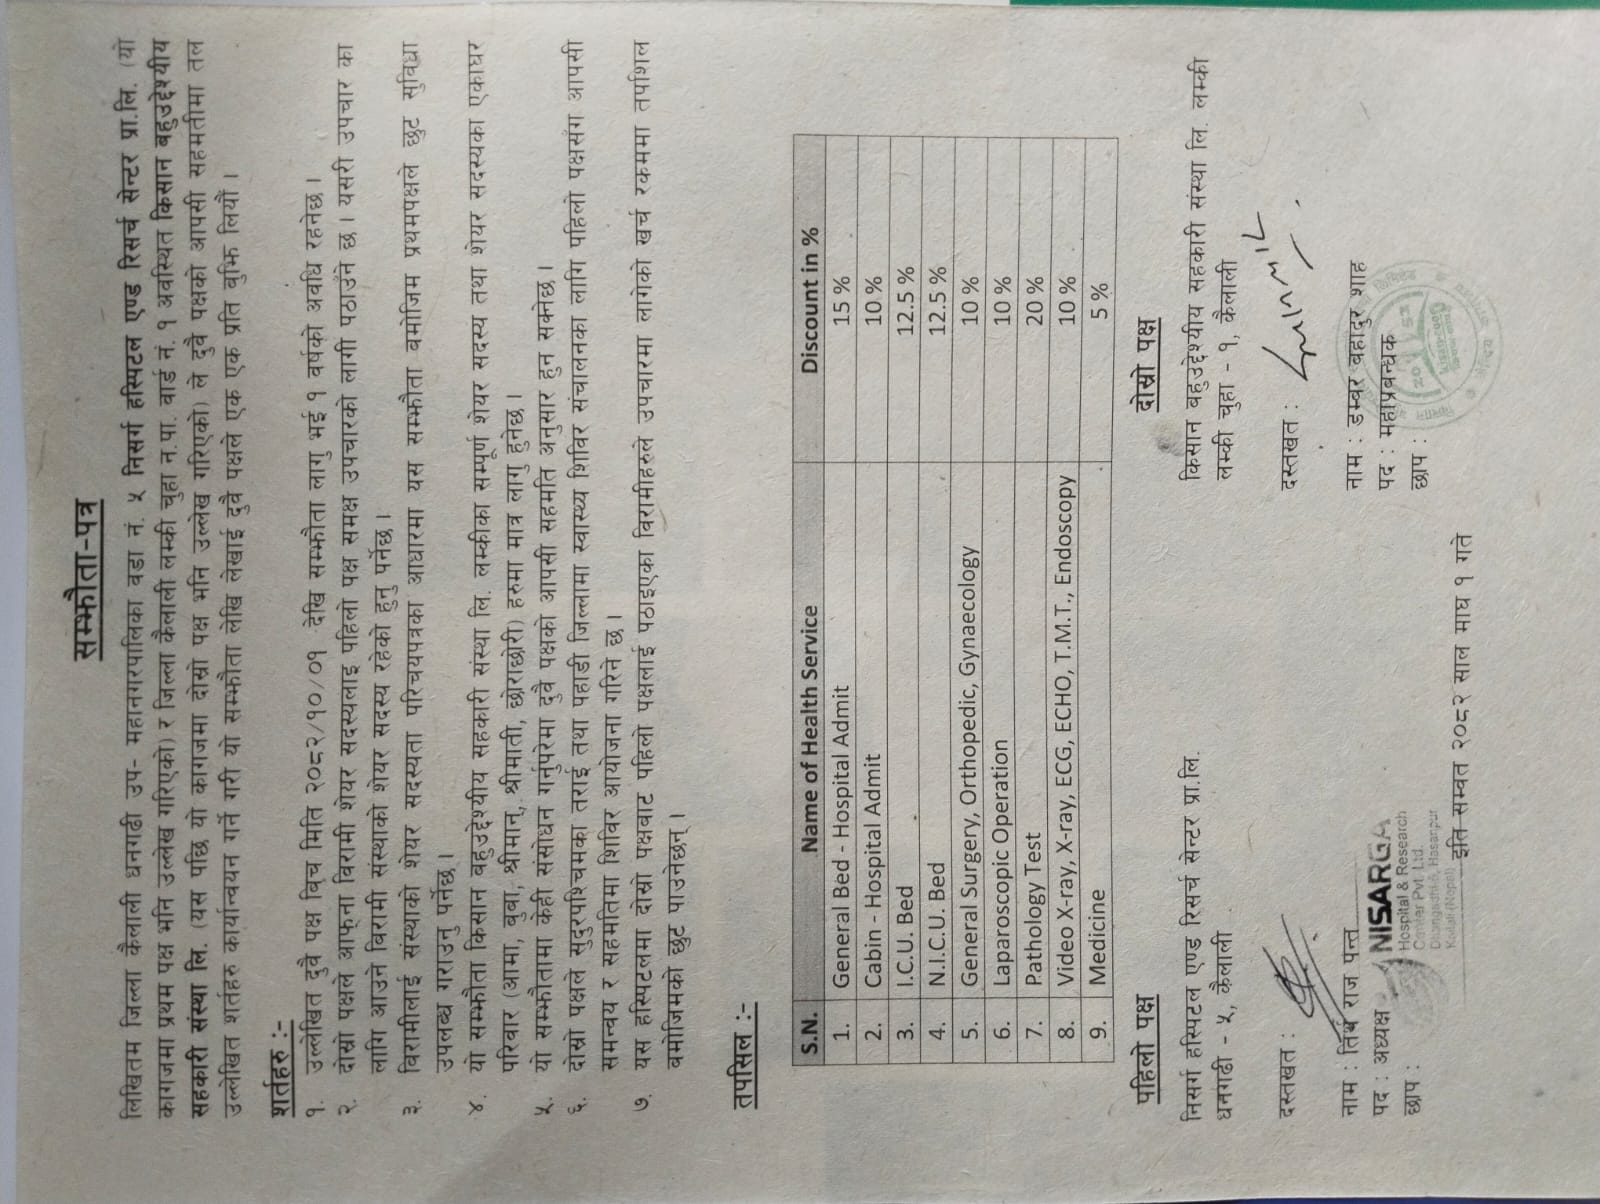 सम्झौता-पत्र
लिखितम जिल्ला कैलाली धनगढी उप- महानगरपालिका वडा नं. ५ निसर्ग हस्पिटल एण्ड रिसर्च सेन्टर प्रा.लि. (यो
कागजमा प्रथम पक्ष भनि उल्लेख गरिएको) र जिल्ला कैलाली लम्की चुहा न.पा. वार्ड नं. १ अवस्थित किसान बहुउद्देश्यीय
सहकारी संस्था लि. (यस पछि यो कागजमा दोस्रो पक्ष भनि उल्लेख गरिएको) ले दुवै पक्षको आपसी सहमतीमा तल
उल्लेखित शर्तहरु कार्यान्वयन गर्ने गरी यो सम्झौता लेखि लेखाई दुवै पक्षले एक एक प्रति बुझि लियौं ।
शर्तहरु :-
१. उल्लेखित दुवै पक्ष बिच मिति २०८२/१०/०१ देखि सम्झौता लागु भई १ वर्षको अवधि रहनेछ ।
२. दोस्रो पक्षले आफ्ना बिरामी शेयर सदस्यलाइ पहिलो पक्ष समक्ष उपचारको लागी पठाउँने छ । यसरी उपचार का
लागि आउने बिरामी संस्थाको शेयर सदस्य रहेको हुनु पर्नेछ ।
३. बिरामीलाई संस्थाको शेयर सदस्यता परिचयपत्रका आधारमा यस सम्झौता बमोजिम प्रथमपक्षले छुट सुविधा
उपलब्ध गराउनु पर्नेछ ।
४. यो सम्झौता किसान बहुउद्देश्यीय सहकारी संस्था लि. लम्कीका सम्पूर्ण शेयर सदस्य तथा शेयर सदस्यका एकाघर
परिवार (आमा, बुबा, श्रीमान्, श्रीमाती, छोराछोरी) हरुमा मात्र लागु हुनेछ ।
५. यो सम्झौतामा केही संसोधन गर्नुपरेमा दुवै पक्षको आपसी सहमति अनुसार हुन सक्नेछ ।
६. दोस्रो पक्षले सुदुरपश्चिमका तराई तथा पहाडी जिल्लामा स्वास्थ्य शिविर संचालनका लागि पहिलो पक्षसंग आपसी
समन्वय र सहमतिमा शिविर आयोजना गरिने छ ।
७. यस हस्पिटलमा दोस्रो पक्षबाट पहिलो पक्षलाई पठाइएका बिरामीहरुले उपचारमा लागेको खर्च रकममा तपशिल
बमोजिमको छुट पाउनेछन् ।
तपसिल :-
S.N. Name of Health Service Discount in %
1. General Bed - Hospital Admit 15 %
2. Cabin - Hospital Admit 10 %
3. I.C.U. Bed 12.5 %
4. N.I.C.U. Bed 12.5 %
5. General Surgery, Orthopedic, Gynaecology 10 %
6. Laparoscopic Operation 10 %
7. Pathology Test 20 %
8. Video X-ray, X-ray, ECG, ECHO, T.M.T., Endoscopy 10 %
9. Medicine 5 %
पहिलो पक्ष
निसर्ग हस्पिटल एण्ड रिसर्च सेन्टर प्रा.लि.
धनगढी - ५, कैलाली
दस्तखत :
नाम : तिर्थ राज पन्त
पद : अध्यक्ष
छाप :
NISARGA
Hospital & Research
Center Pvt. Ltd.
Dhangadhi-5, Hasanpur
Kailali (Nepal)
दोस्रो पक्ष
किसान बहुउद्देश्यीय सहकारी संस्था लि. लम्की
लम्की चुहा - १, कैलाली
दस्तखत :
नाम : डम्बर बहादुर शाह
पद : महाप्रबन्धक
छाप :
इति सम्वत २०८२ साल माघ १ गते